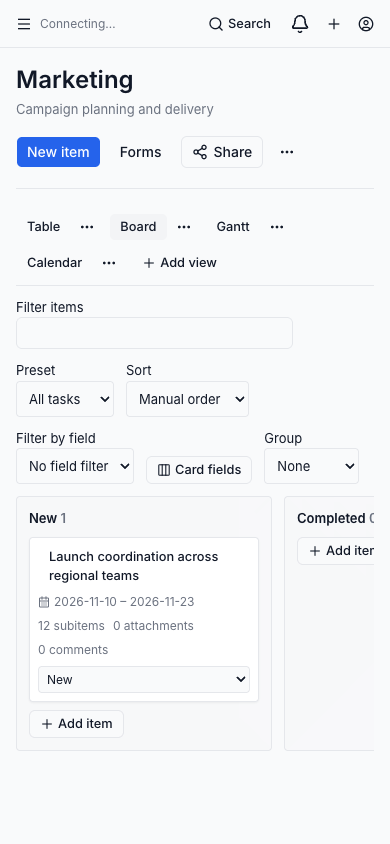 Connecting...
Search
Marketing
Campaign planning and delivery
New item
Forms
Share
Table
Board
Gantt
Calendar
Add view
Filter items
Preset
Sort
All tasks
Manual order
Filter by field
Group
No field filter
Card fields
None
New 1
Completed 0
Launch coordination across
regional teams
2026-11-10 – 2026-11-23
12 subitems 0 attachments
0 comments
New
Add item
Add item